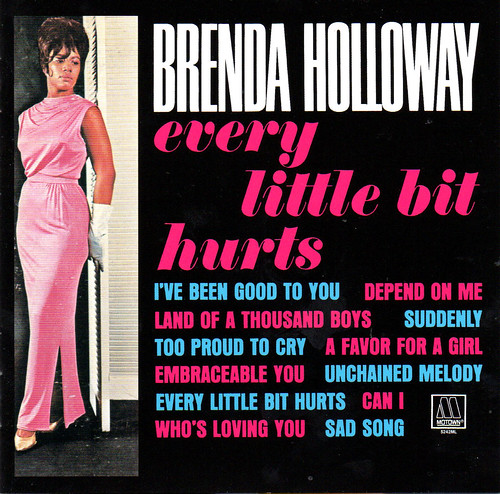 BRENDA HOLLOWAY
every
little bit
hurts
I'VE BEEN GOOD TO YOU DEPEND ON ME
LAND OF A THOUSAND BOYS SUDDENLY
TOO PROUD TO CRY A FAVOR FOR A GIRL
EMBRACEABLE YOU UNCHAINED MELODY
EVERY LITTLE BIT HURTS CAN I
WHO'S LOVING YOU SAD SONG
M
MOTOWN®
5242ML